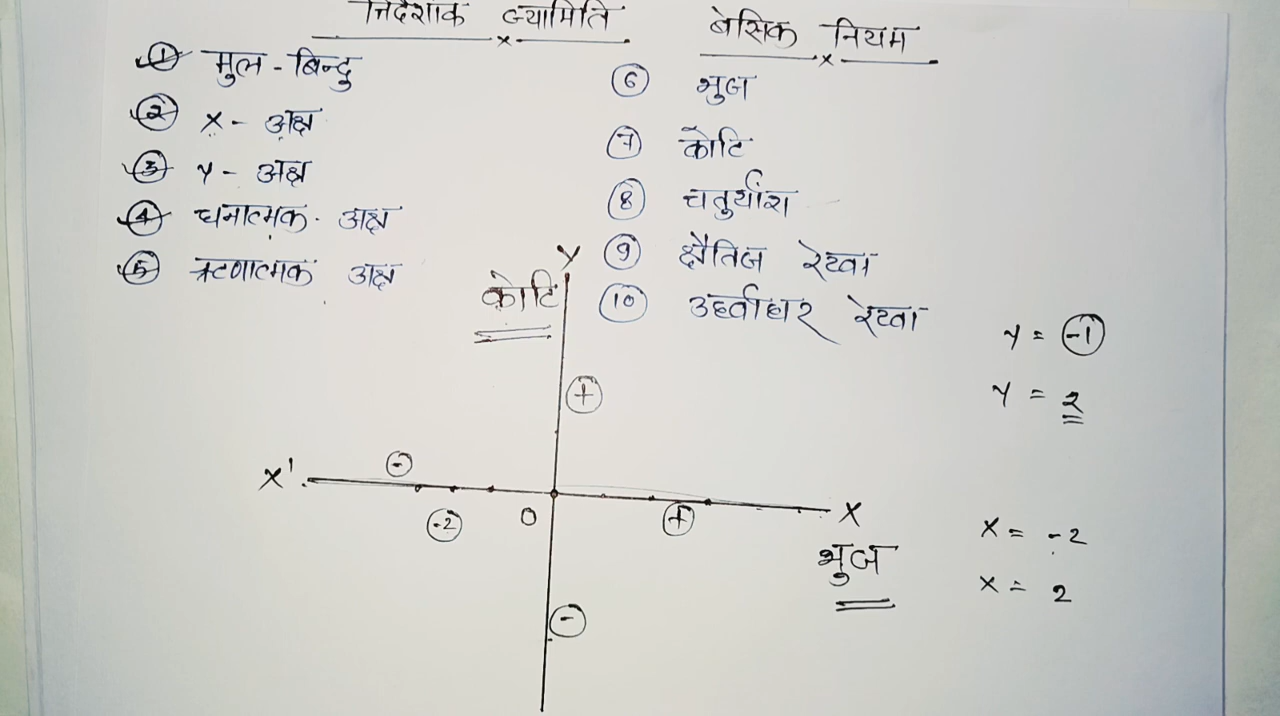 निर्देशांक ज्यामिति बेसिक नियम
① मुल-बिन्दु
② X - अक्ष
③ Y - अक्ष
④ धनात्मक अक्ष
⑤ ऋणात्मक अक्ष
⑥ भुज
⑦ कोटि
⑧ चतुर्थांश
⑨ क्षैतिज रेखा
⑩ उर्ध्वाधर रेखा
Y
कोटि
+
y = -1
y = 2
X'
-
-2
O
+
X
भुज
-
x = -2
x = 2